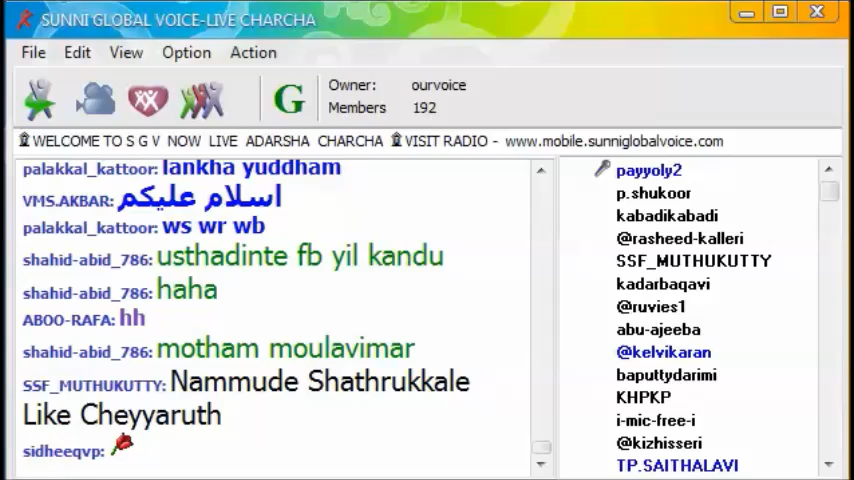 SUNNI GLOBAL VOICE-LIVE CHARCHA
File Edit View Option Action
G
Owner: ourvoice
Members 192
WELCOME TO S G V NOW LIVE ADARSHA CHARCHA VISIT RADIO - www.mobile.sunniglobalvoice.com
palakkal_kattoor: lankha yuddham
VMS.AKBAR: اسلام عليكم
palakkal_kattoor: ws wr wb
shahid-abid_786: usthadinte fb yil kandu
shahid-abid_786: haha
ABOO-RAFA: hh
shahid-abid_786: motham moulavimar
SSF_MUTHUKUTTY: Nammude Shathrukkale
Like Cheyyaruth
sidheeqvp:
payyoly2
p.shukoor
kabadikabadi
@rasheed-kalleri
SSF_MUTHUKUTTY
kadarbaqavi
@ruvies1
abu-ajeeba
@kelvikaran
baputtydarimi
KHPKP
i-mic-free-i
@kizhisseri
TP.SAITHALAVI